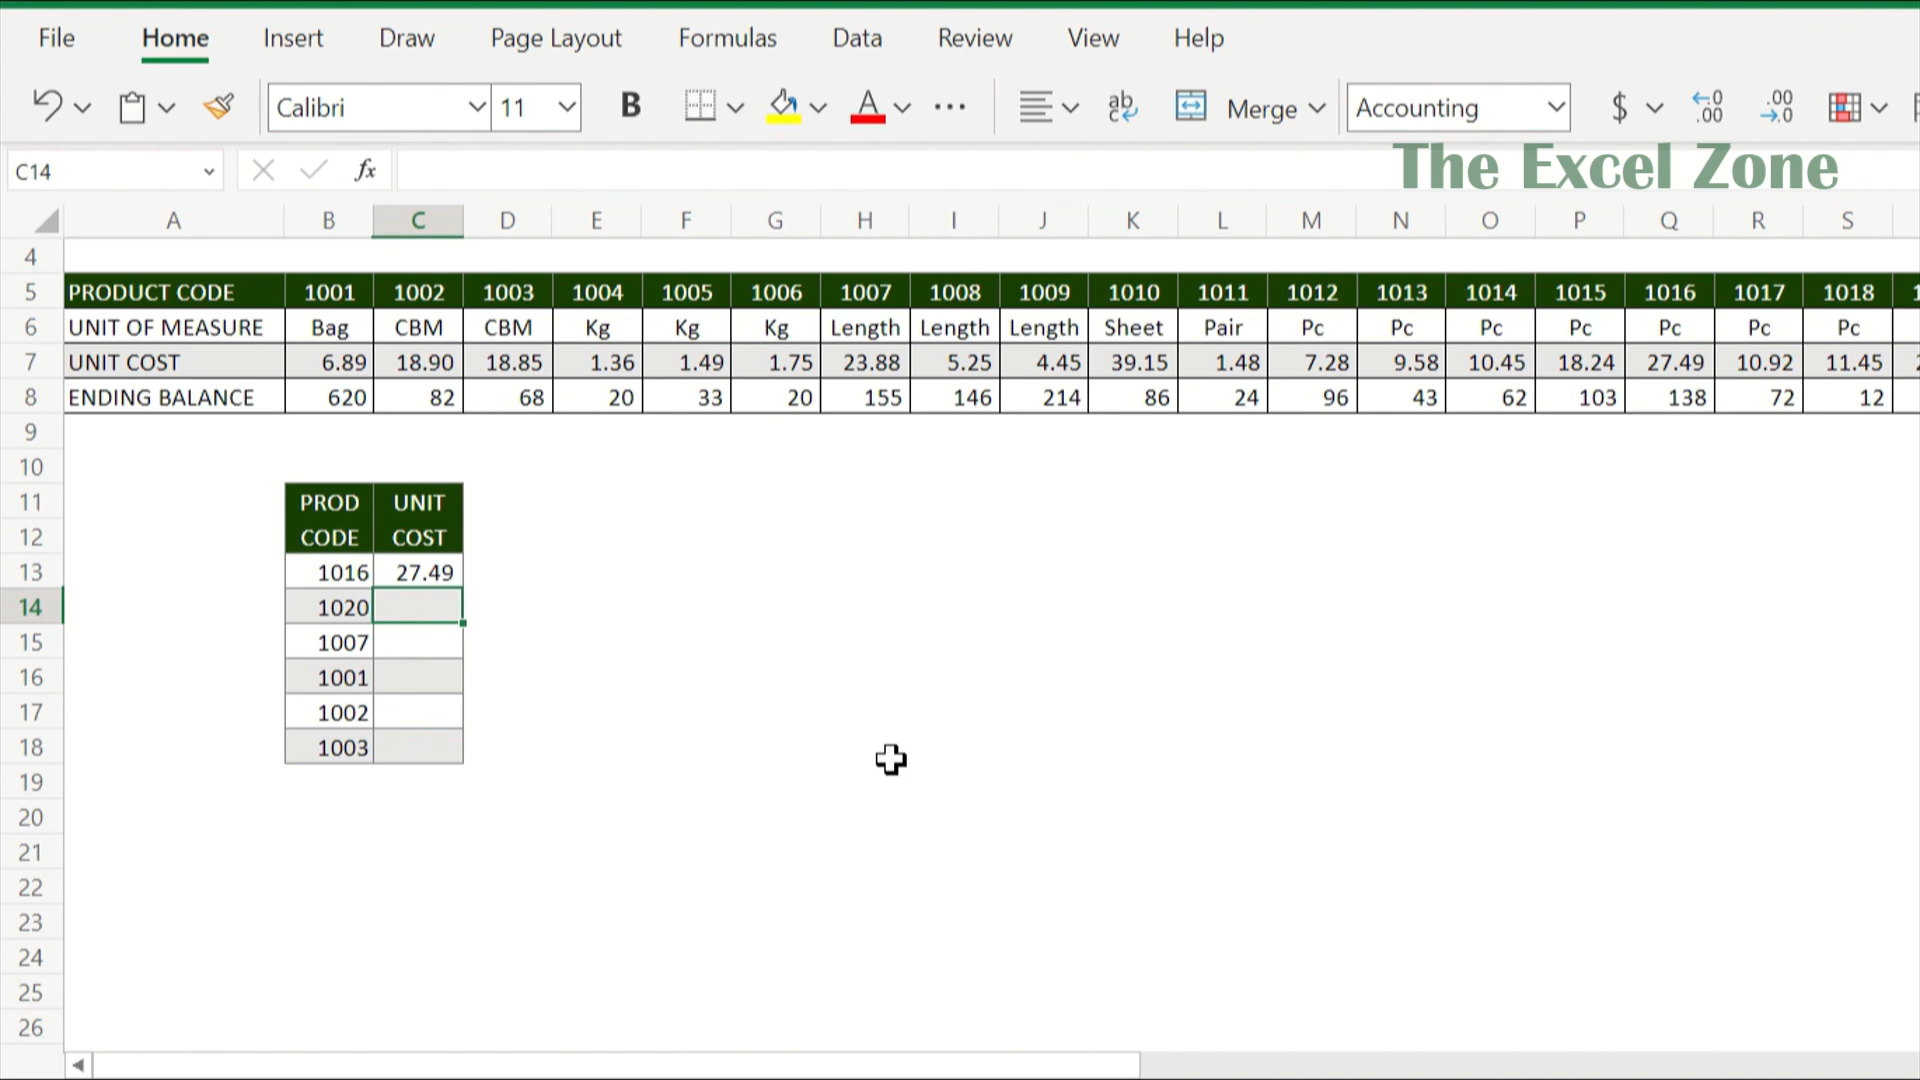 File Home Insert Draw Page Layout Formulas Data Review View Help
Calibri 11 B A ab c Merge Accounting $ .0 .00 .00 .0
C14 fx The Excel Zone
A B C D E F G H I J K L M N O P Q R S
4
5 PRODUCT CODE 1001 1002 1003 1004 1005 1006 1007 1008 1009 1010 1011 1012 1013 1014 1015 1016 1017 1018
6 UNIT OF MEASURE Bag CBM CBM Kg Kg Kg Length Length Length Sheet Pair Pc Pc Pc Pc Pc Pc Pc
7 UNIT COST 6.89 18.90 18.85 1.36 1.49 1.75 23.88 5.25 4.45 39.15 1.48 7.28 9.58 10.45 18.24 27.49 10.92 11.45
8 ENDING BALANCE 620 82 68 20 33 20 155 146 214 86 24 96 43 62 103 138 72 12
9
10
11 PROD UNIT
12 CODE COST
13 1016 27.49
14 1020
15 1007
16 1001
17 1002
18 1003
19
20
21
22
23
24
25
26